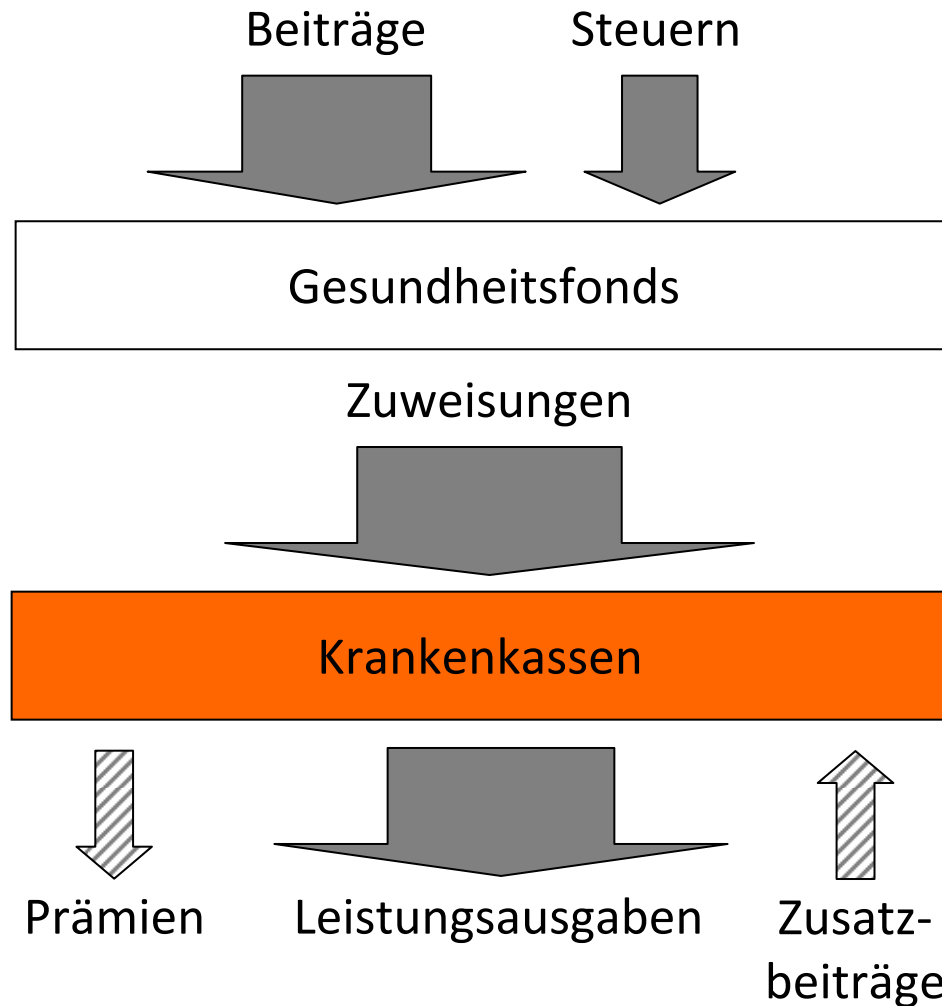 Beiträge Steuern
Gesundheitsfonds
Zuweisungen
Krankenkassen
Prämien Leistungsausgaben Zusatz-
beiträge